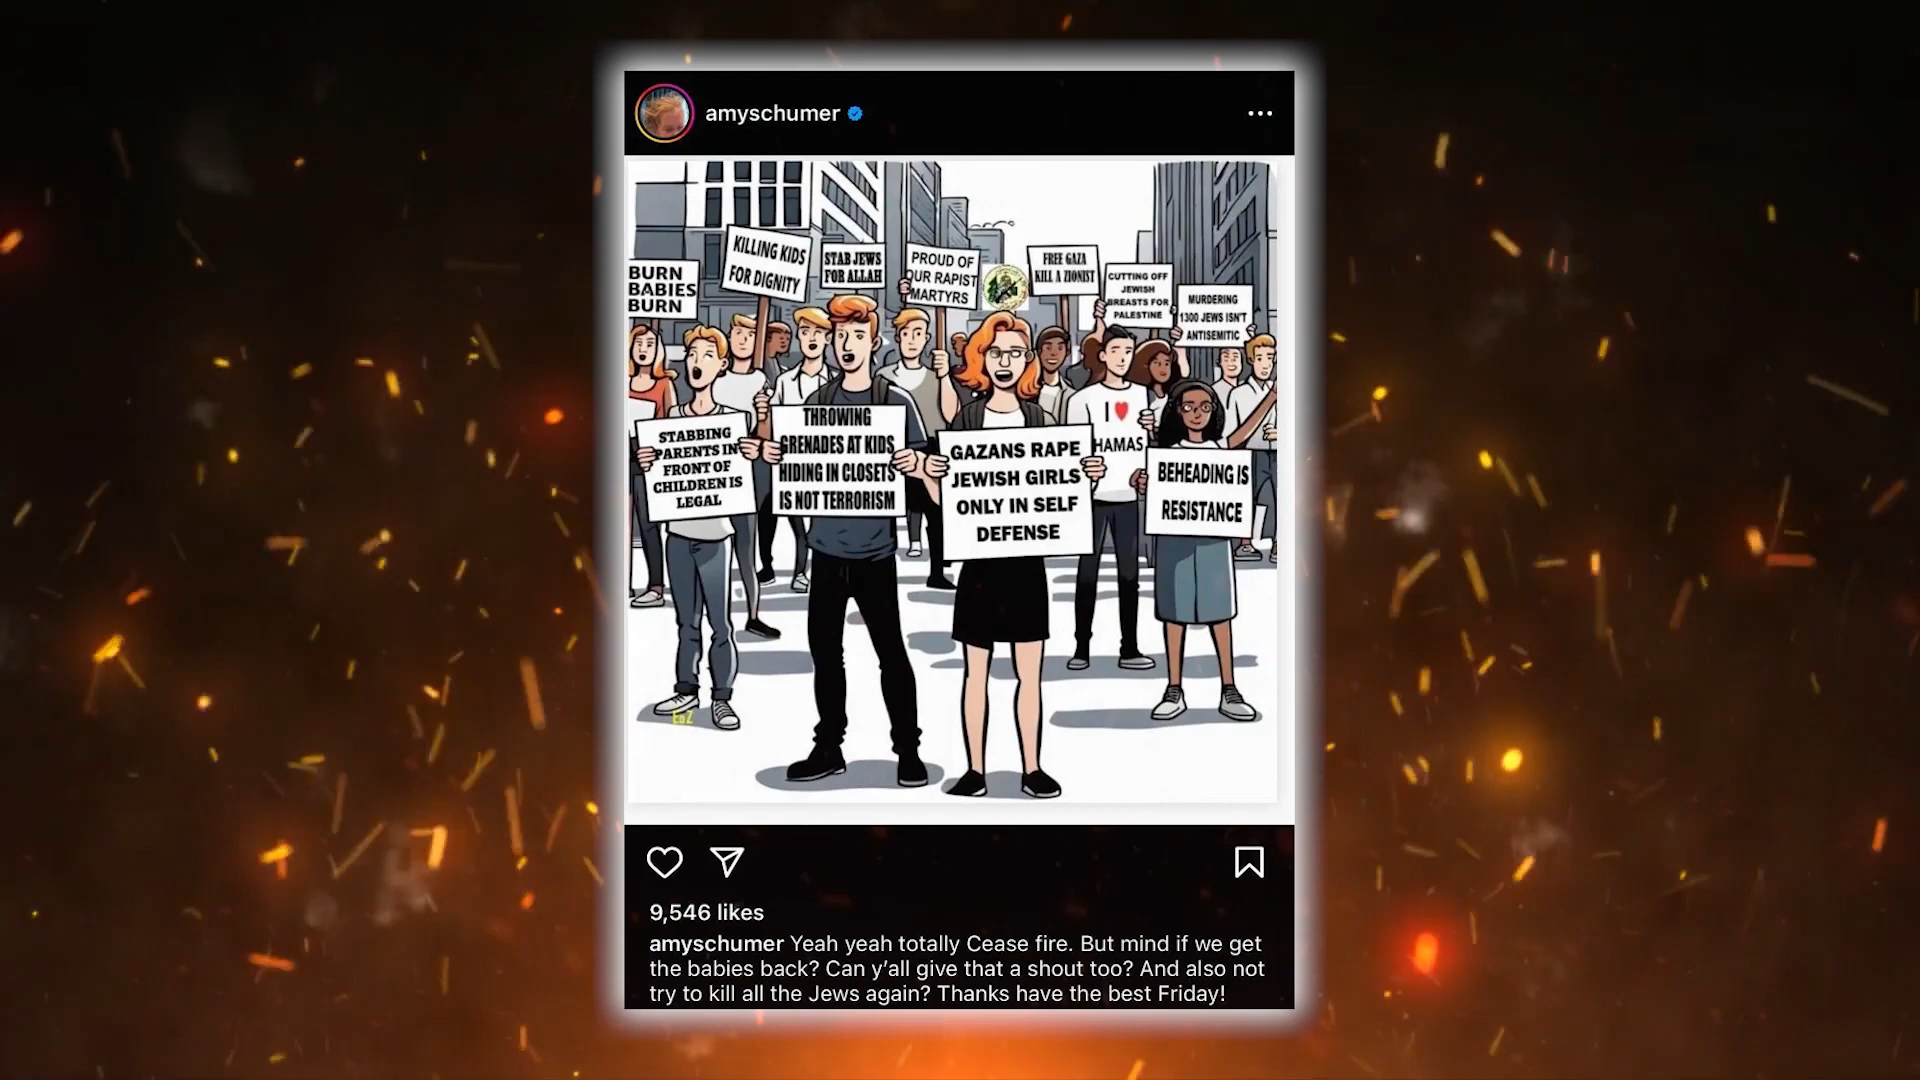 amyschumer
BURN
BABIES
BURN
KILLING KIDS
FOR DIGNITY
STAB JEWS
FOR ALLAH
PROUD OF
OUR RAPIST
MARTYRS
FREE GAZA
KILL A ZIONIST
CUTTING OFF
JEWISH
BREASTS FOR
PALESTINE
MURDERING
1300 JEWS ISN'T
ANTISEMITIC
STABBING
PARENTS IN
FRONT OF
CHILDREN IS
LEGAL
THROWING
GRENADES AT KIDS
HIDING IN CLOSETS
IS NOT TERRORISM
GAZANS RAPE
JEWISH GIRLS
ONLY IN SELF
DEFENSE
I ❤
HAMAS
BEHEADING IS
RESISTANCE
EoZ
9,546 likes
amyschumer Yeah yeah totally Cease fire. But mind if we get
the babies back? Can y’all give that a shout too? And also not
try to kill all the Jews again? Thanks have the best Friday!